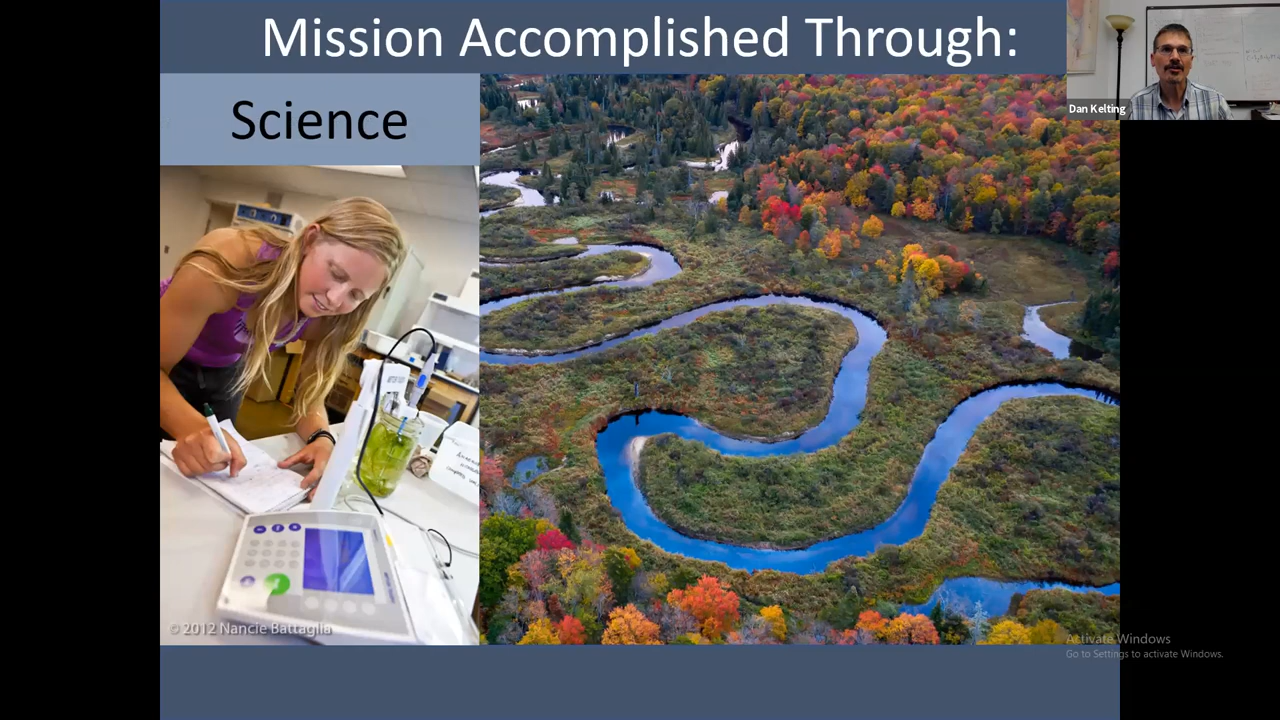 Mission Accomplished Through:
Science
Dan Kelting
© 2012 Nancie Battaglia
Activate Windows
Go to Settings to activate Windows.